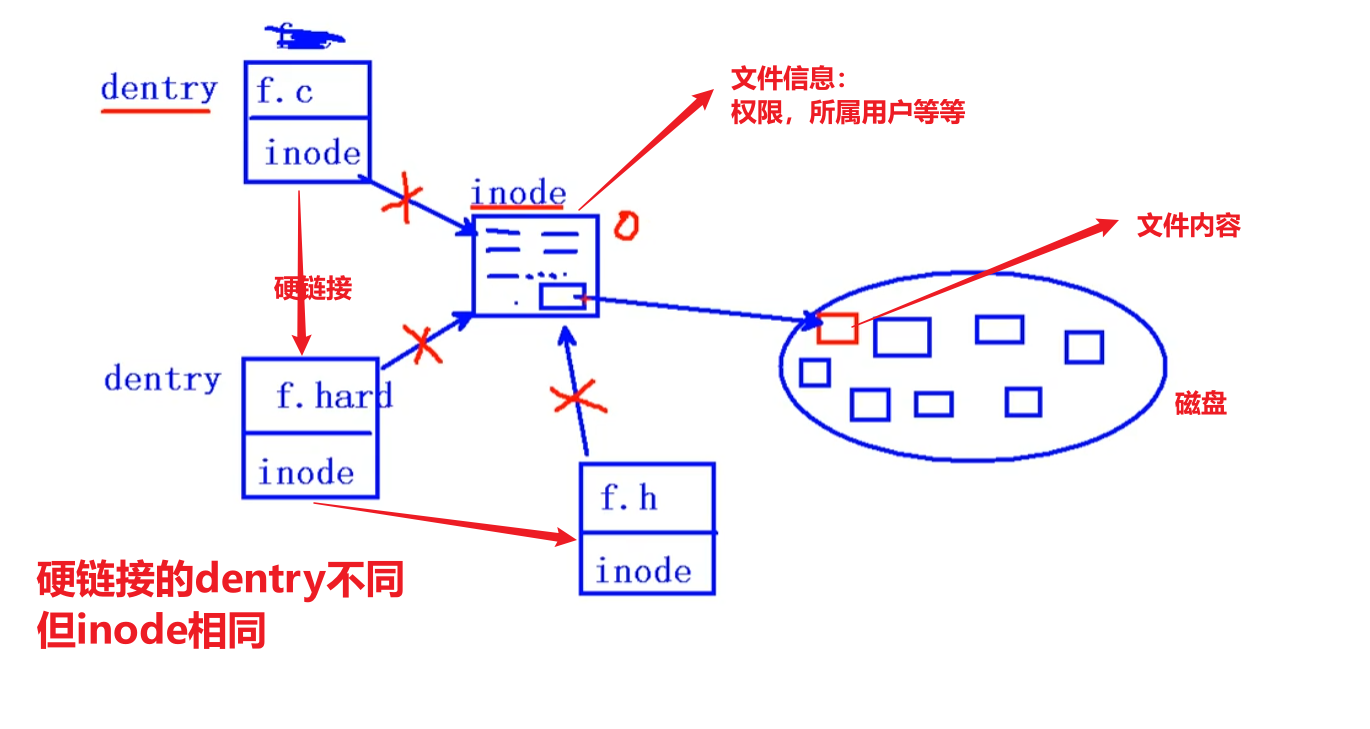 dentry
f.c
inode
文件信息：
权限，所属用户等等
inode
0
文件内容
硬链接
dentry
f.hard
inode
磁盘
f.h
inode
硬链接的dentry不同
但inode相同